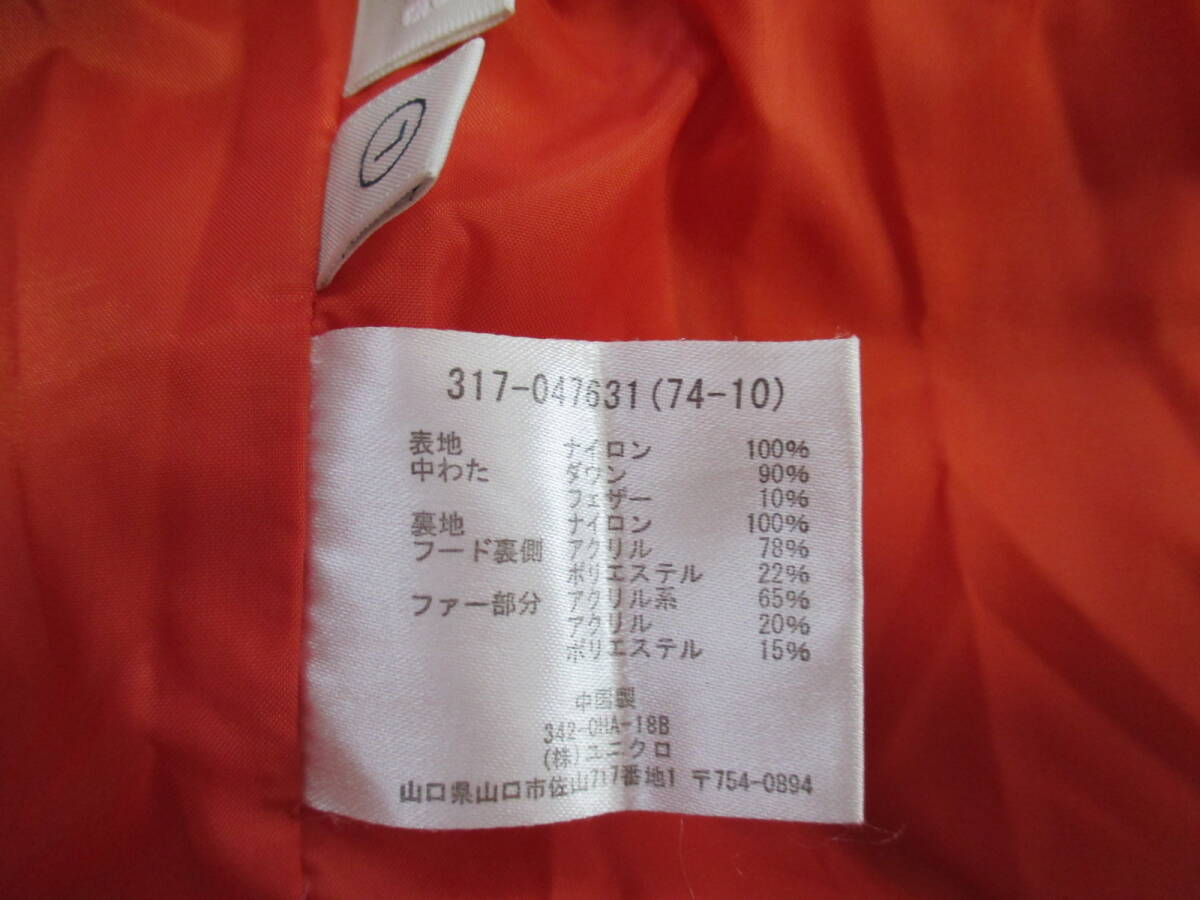 317-047631(74-10)
表地 ナイロン 100%
中わた ダウン 90%
フェザー 10%
裏地 ナイロン 100%
フード裏側 アクリル 78%
ポリエステル 22%
ファー部分 アクリル系 65%
アクリル 20%
ポリエステル 15%
中国製
342-0HA-18B
(株)ユニクロ
山口県山口市佐山717番地1 〒754-0894